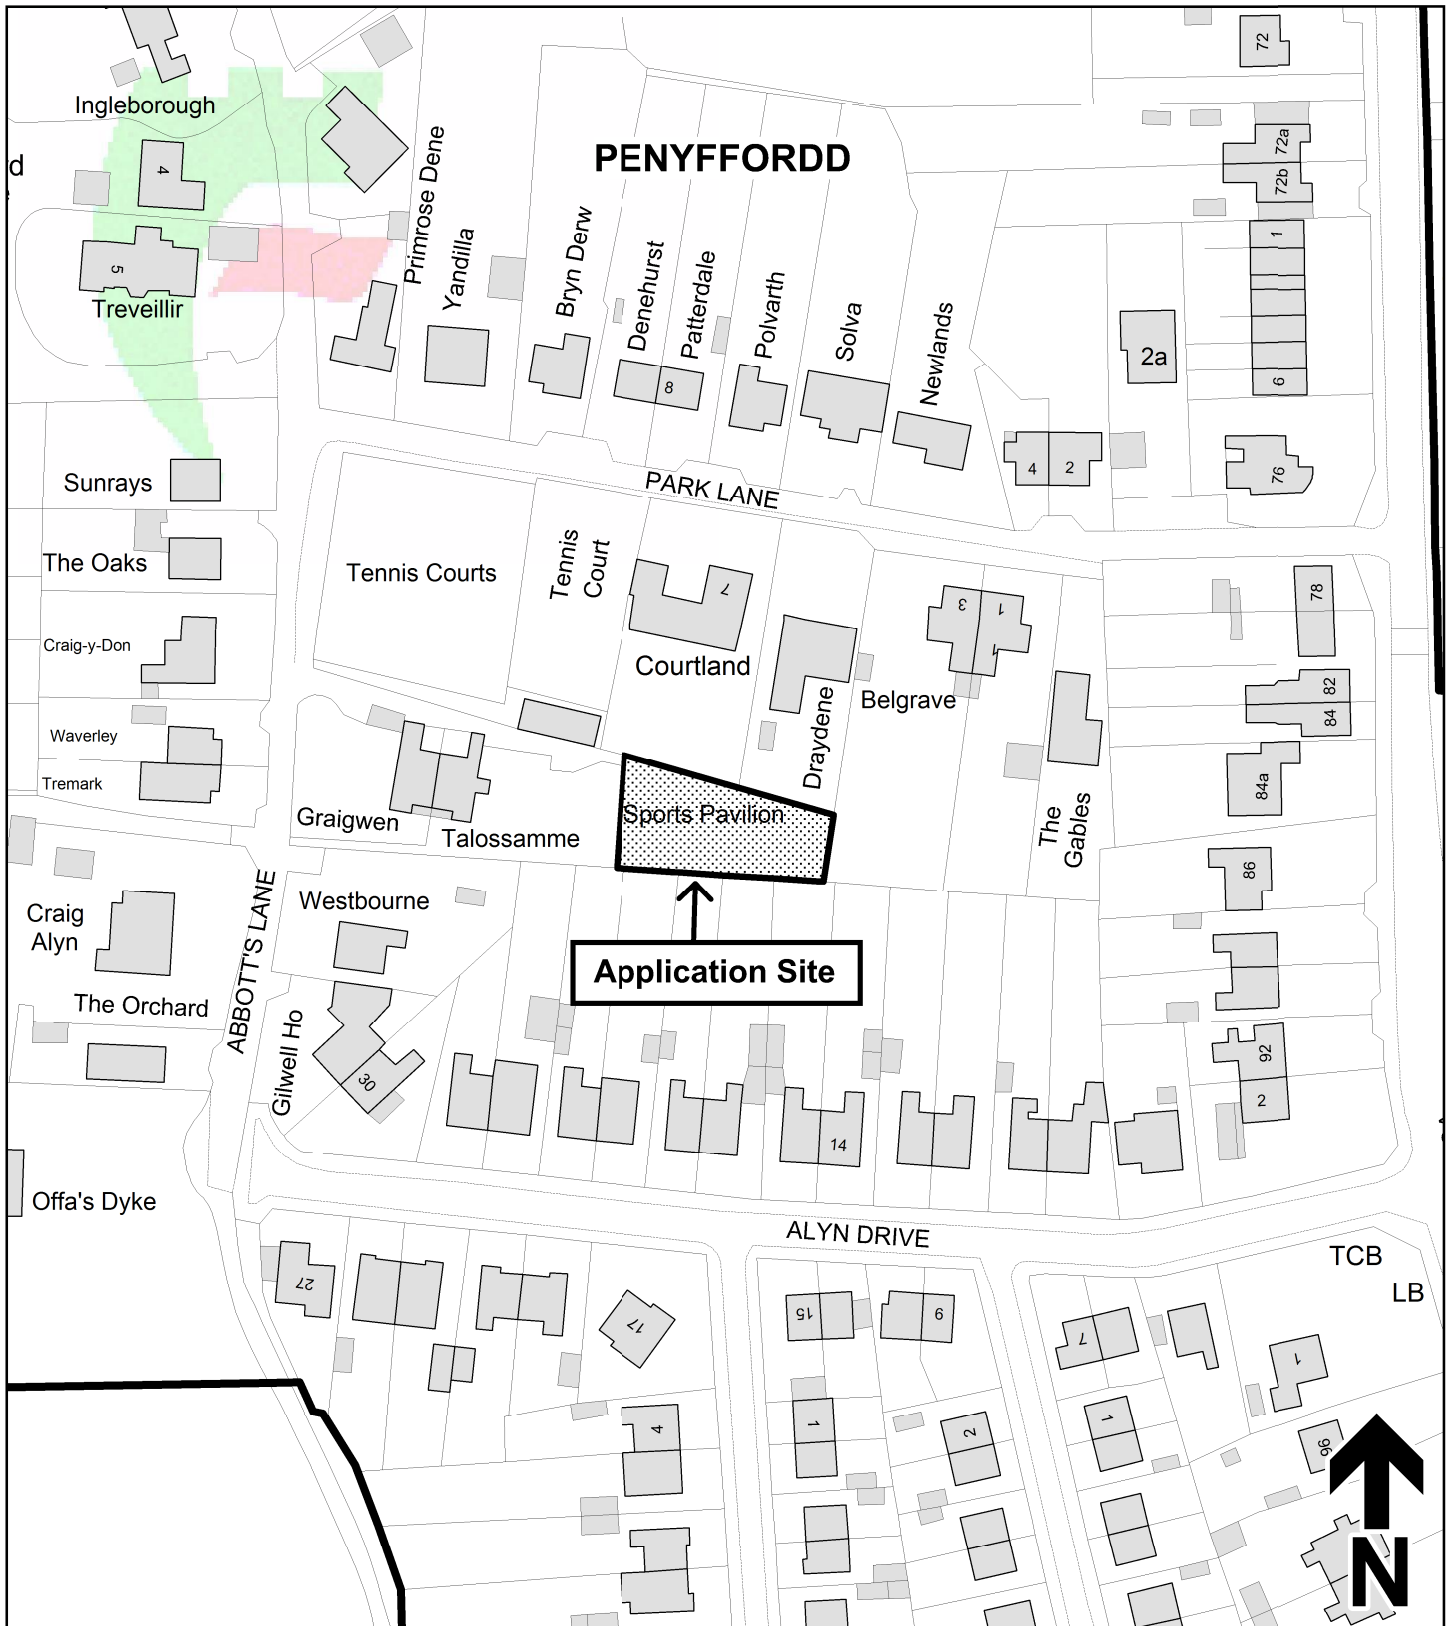 72
Ingleborough
PENYFFORDD
72a
72b
4
Primrose Dene
Yandilla
Bryn Derw
Denehurst
Patterdale
Polvarth
Solva
Newlands
1
5
Treveillir
2a
8
6
Sunrays
PARK LANE
4
2
76
The Oaks
Tennis Courts
Tennis
Court
7
3
1
78
Craig-y-Don
Courtland
Belgrave
82
84
Waverley
Draydene
Tremark
84a
Graigwen
Talossamme
Sports Pavilion
The
Gables
86
Westbourne
Craig
Alyn
ABBOTT'S LANE
Application Site
The Orchard
Gilwell Ho
30
92
2
14
Offa's Dyke
ALYN DRIVE
TCB
LB
27
17
15
9
7
1
4
1
2
1
96
N